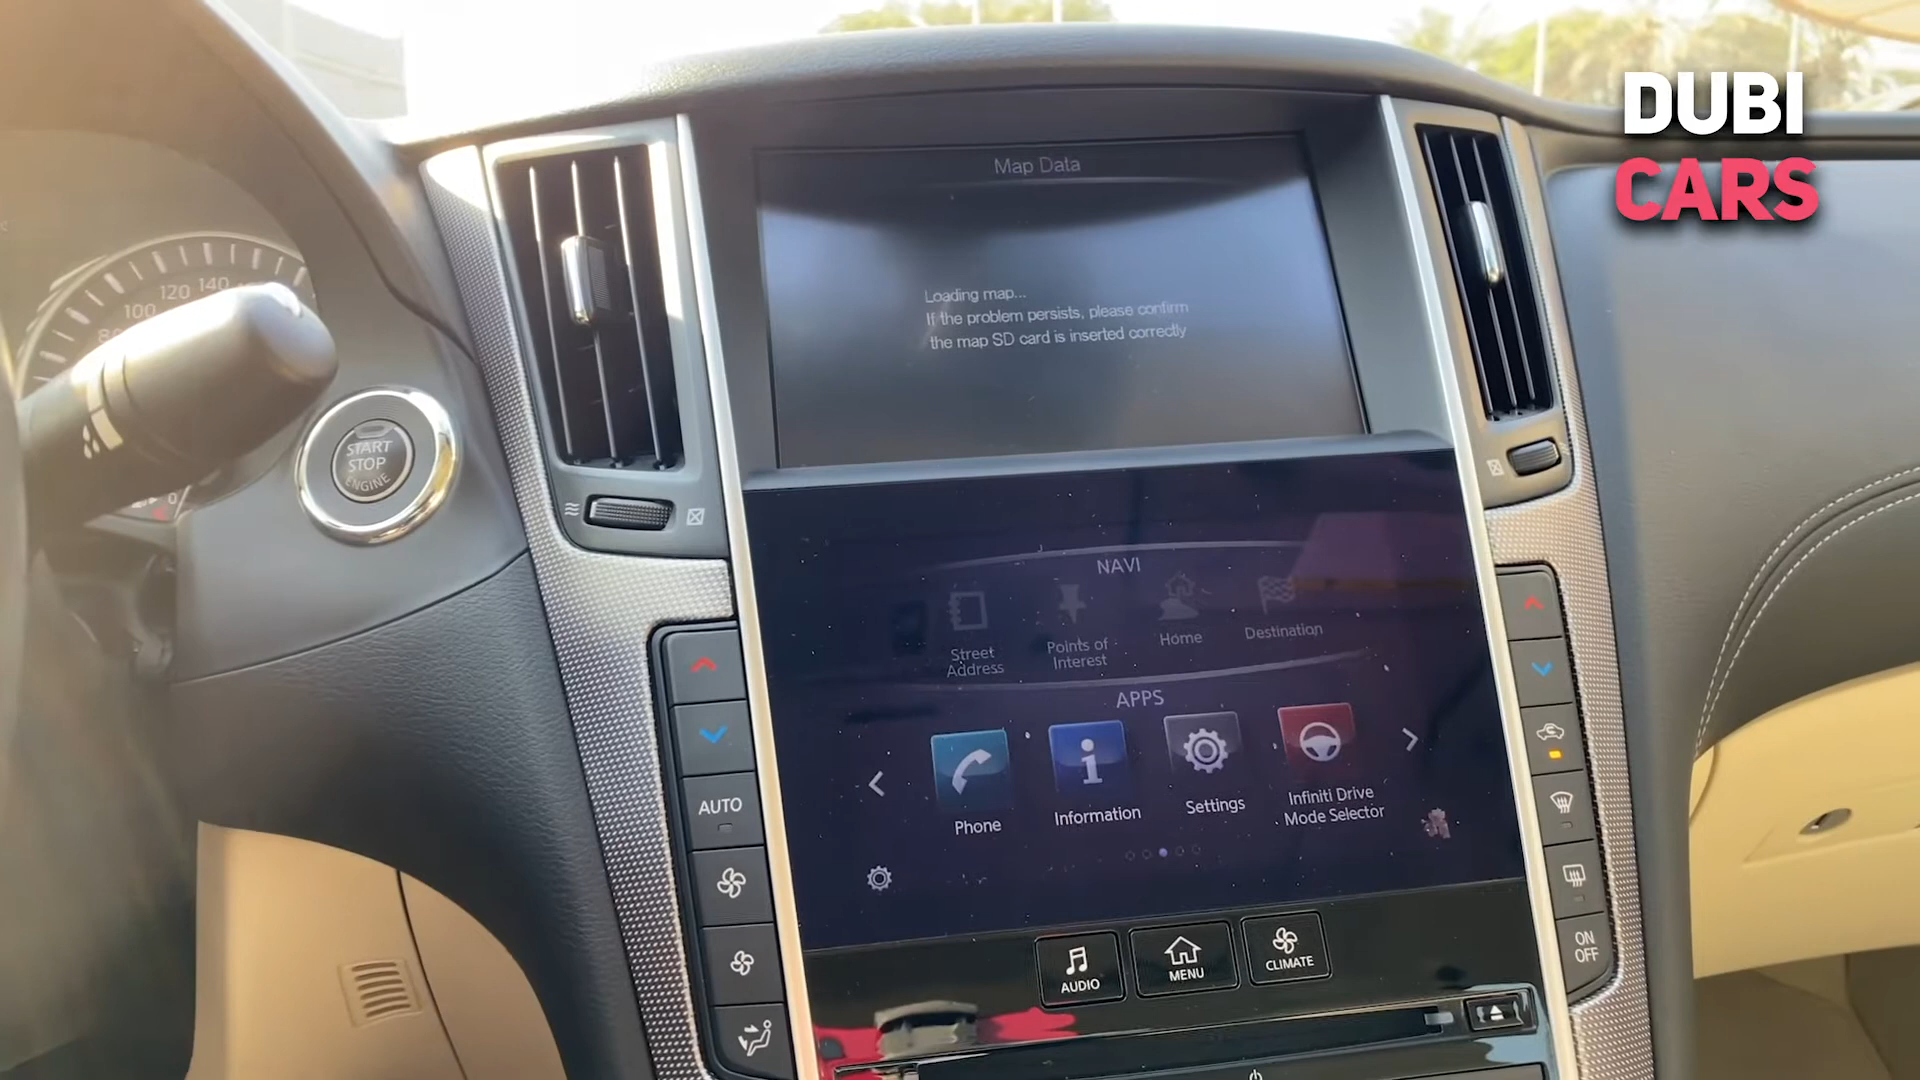 DUBI
CARS
Map Data
Loading map...
If the problem persists, please confirm
the map SD card is inserted correctly
80
100
120
140
0
START
STOP
ENGINE
NAVI
Street
Address
Points of
Interest
Home
Destination
APPS
Phone
Information
Settings
Infiniti Drive
Mode Selector
AUTO
ON
OFF
AUDIO
MENU
CLIMATE